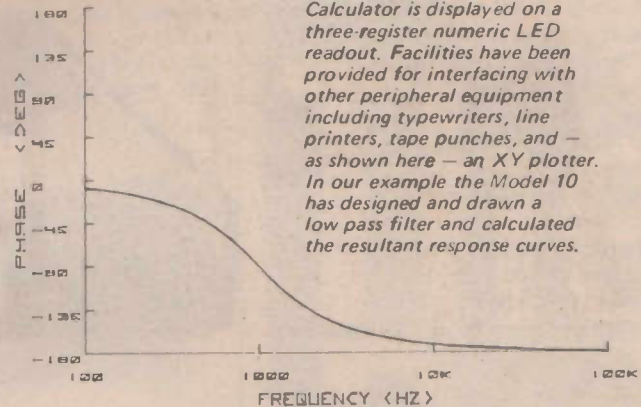 Calculator is displayed on a
three-register numeric LED
readout. Facilities have been
provided for interfacing with
other peripheral equipment
including typewriters, line
printers, tape punches, and —
as shown here — an XY plotter.
In our example the Model 10
has designed and drawn a
low pass filter and calculated
the resultant response curves.
180
135
90
45
0
-45
-90
-135
-180
PHASE <DEG>
100
1000
10K
100K
FREQUENCY <HZ>